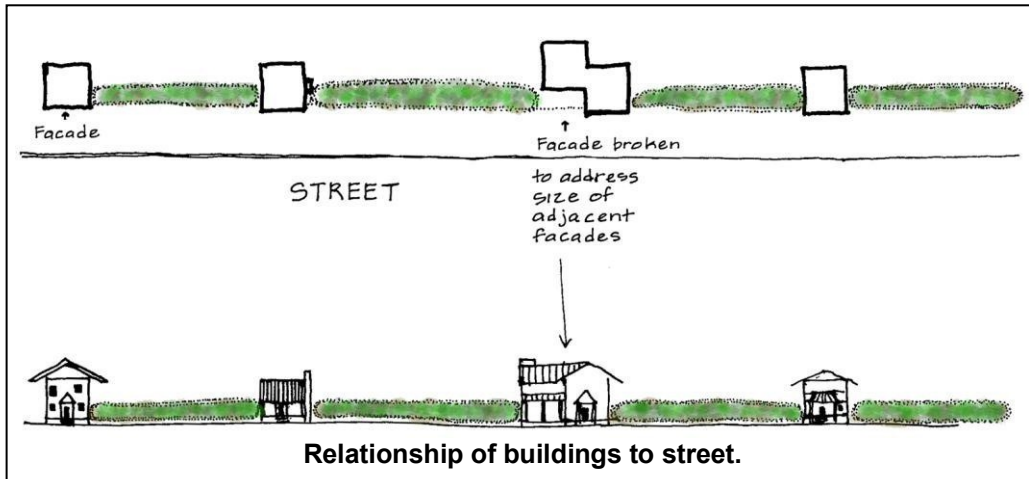 Facade
Facade broken
STREET
to address
size of
adjacent
facades
Relationship of buildings to street.